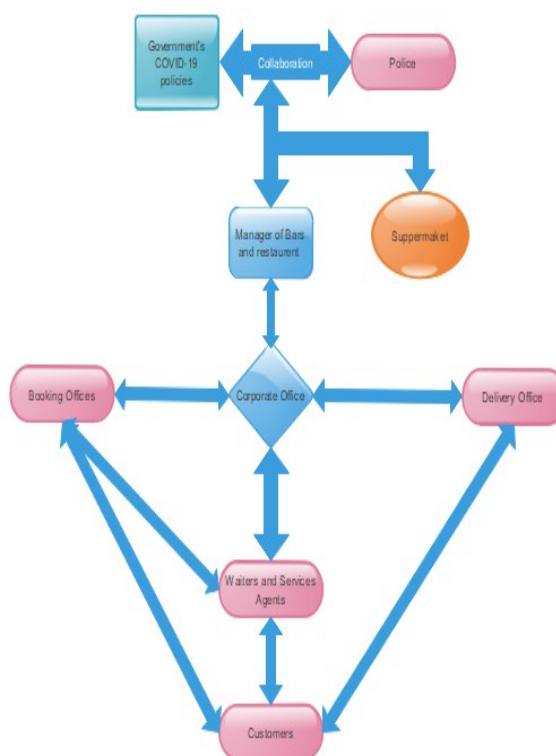 Government's
COVID-19
policies
Collaboration
Police
Manager of Bars
and restaurent
Suppermaket
Booking Offices
Corporate Office
Delivery Office
Waiters and Services
Agents
Customers